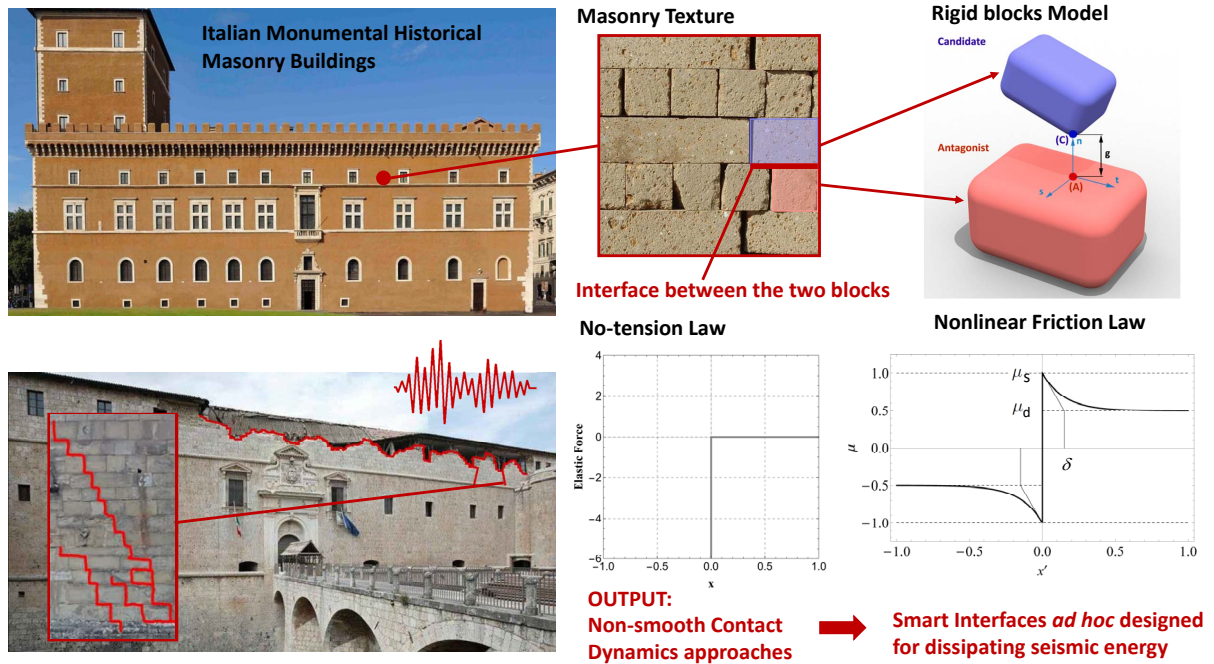 Italian Monumental Historical
Masonry Buildings
Masonry Texture
Rigid blocks Model
Candidate
(C)
n
g
Antagonist
(A)
s
t
Interface between the two blocks
No-tension Law
4
2
0
-2
-4
-6
Elastic Force
-1.0
-0.5
0.0
0.5
1.0
x
Nonlinear Friction Law
1.0
0.5
0.0
-0.5
-1.0
μ
μs
μd
δ
-1.0
-0.5
0.0
0.5
1.0
x′
OUTPUT:
Non-smooth Contact
Dynamics approaches
Smart Interfaces ad hoc designed
for dissipating seismic energy